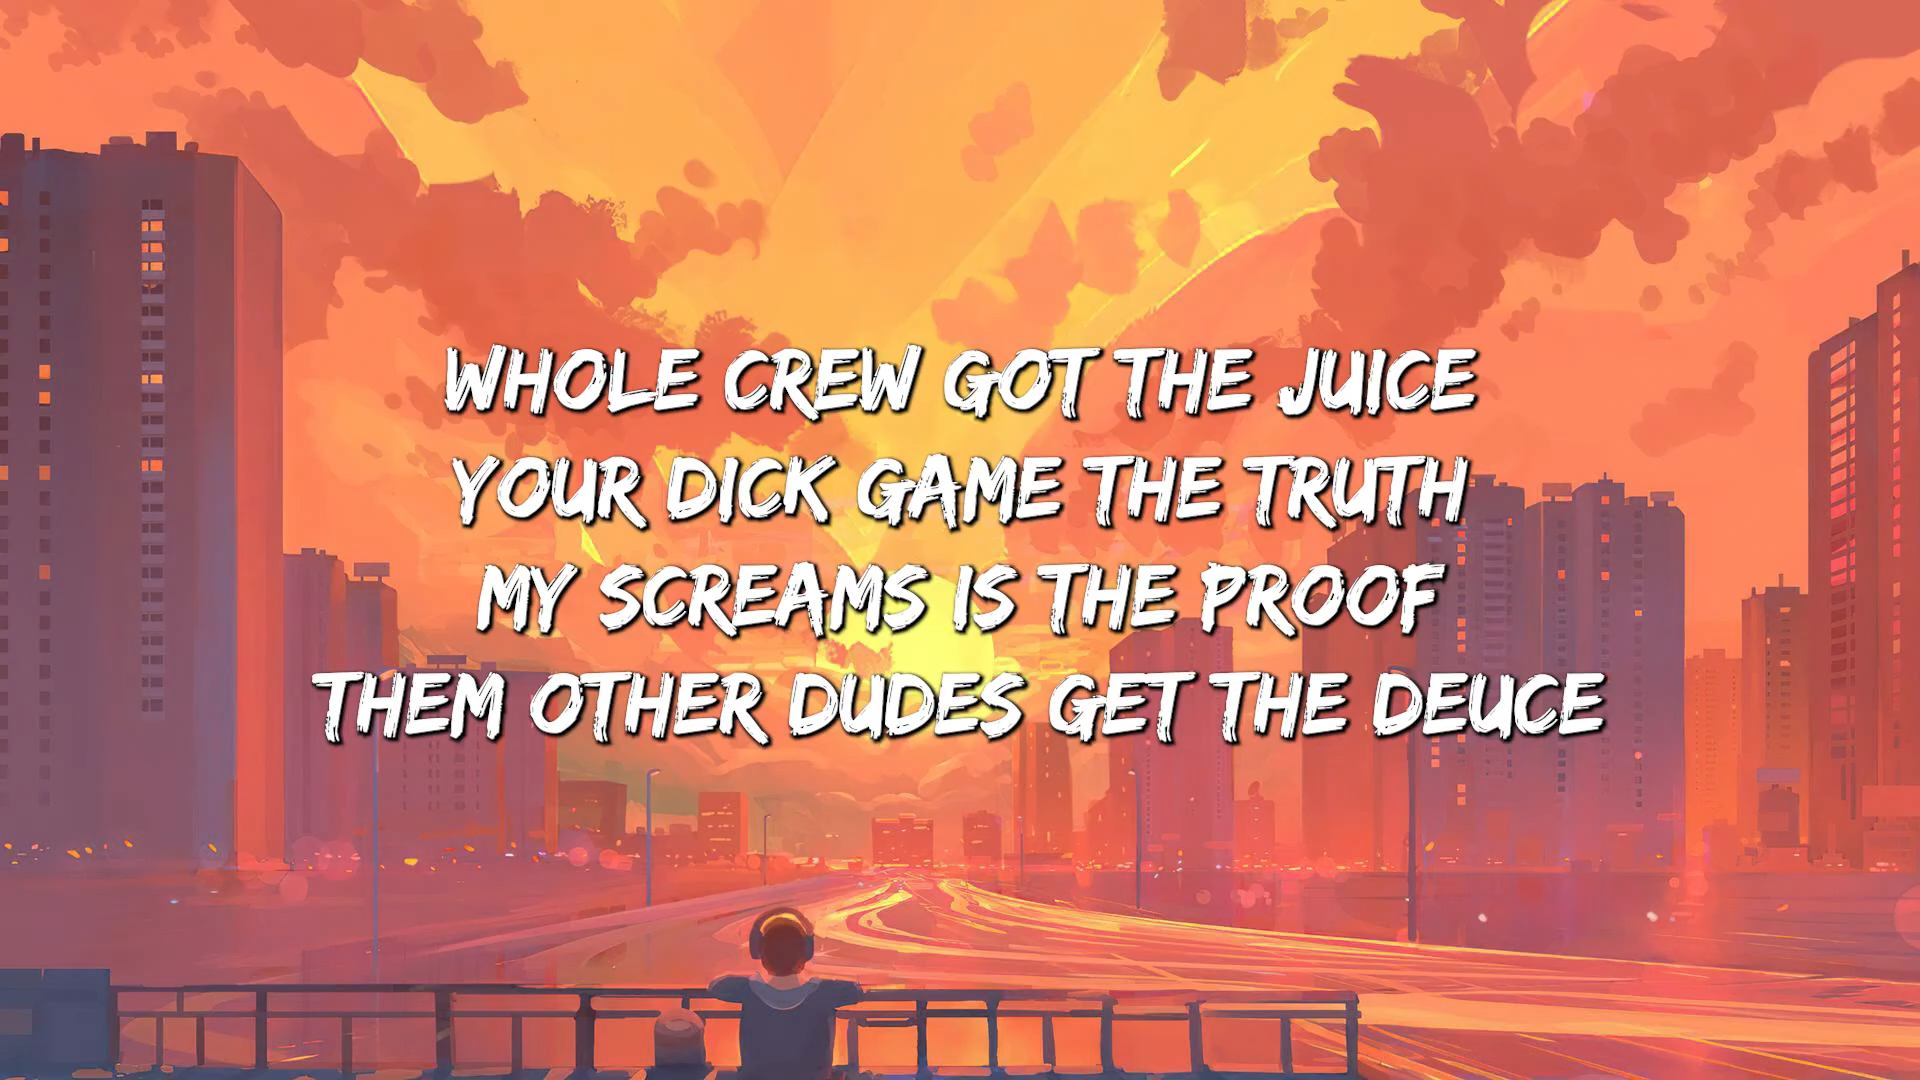 WHOLE CREW GOT THE JUICE
YOUR DICK GAME THE TRUTH
MY SCREAMS IS THE PROOF
THEM OTHER DUDES GET THE DEUCE